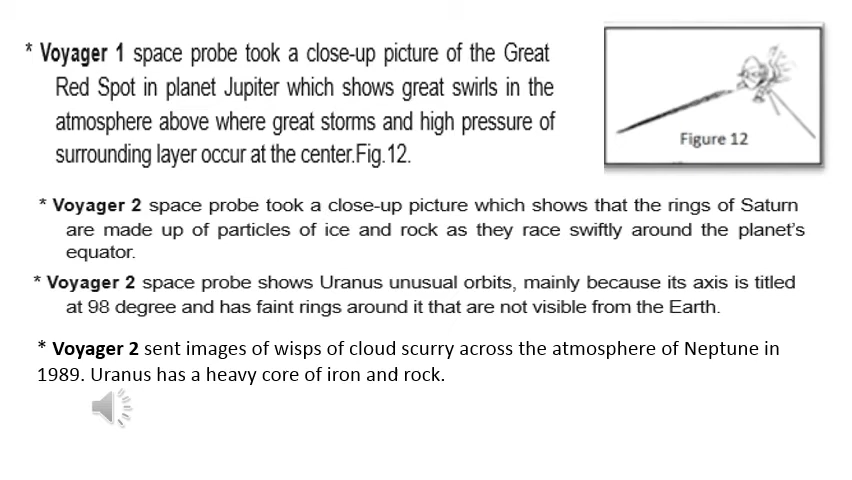 * Voyager 1 space probe took a close-up picture of the Great
Red Spot in planet Jupiter which shows great swirls in the
atmosphere above where great storms and high pressure of
surrounding layer occur at the center.Fig.12.
Figure 12
* Voyager 2 space probe took a close-up picture which shows that the rings of Saturn
are made up of particles of ice and rock as they race swiftly around the planet's
equator.
* Voyager 2 space probe shows Uranus unusual orbits, mainly because its axis is titled
at 98 degree and has faint rings around it that are not visible from the Earth.
* Voyager 2 sent images of wisps of cloud scurry across the atmosphere of Neptune in
1989. Uranus has a heavy core of iron and rock.